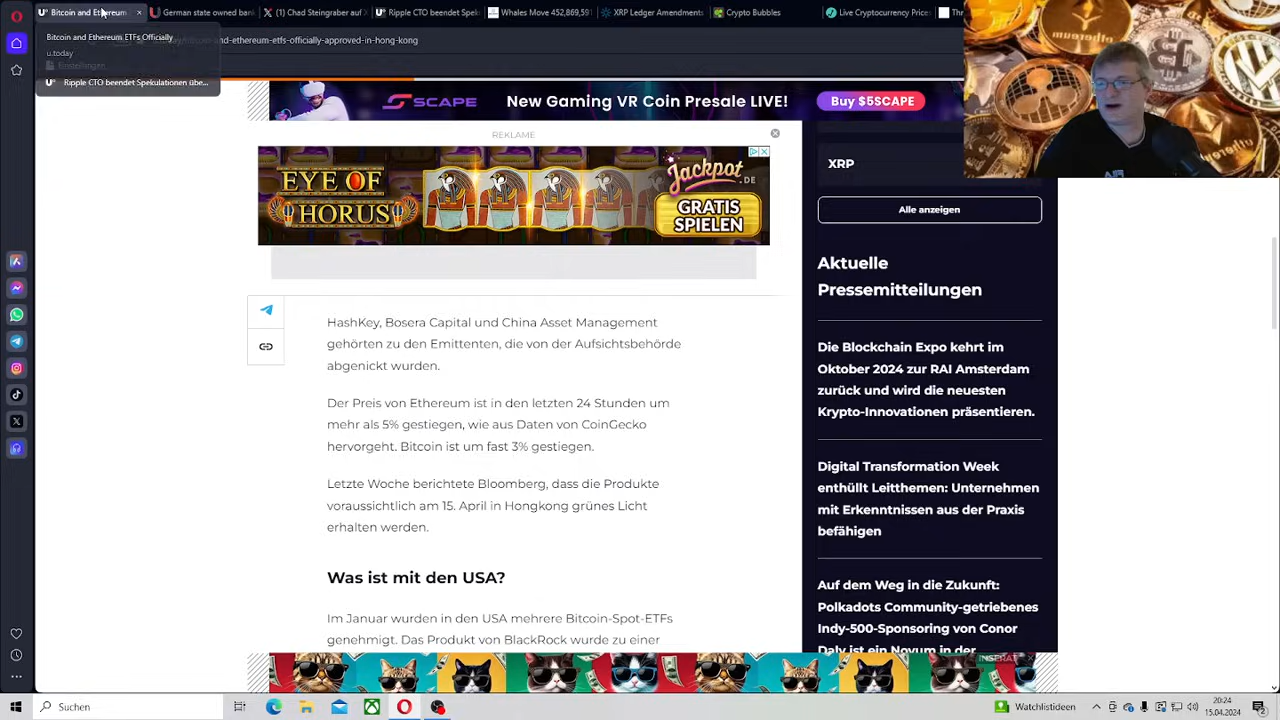 Bitcoin and Ethereum
German state owned ban
(1) Chad Steingraber auf
Ripple CTO beendet Spek
Whales Move 452,869,59
XRP Ledger Amendments
Crypto Bubbles
Live Cryptocurrency Price
Thr
Bitcoin and Ethereum ETFs Officially
u.today
Einstellungen
Ripple CTO beendet Spekulationen übe...
nd-ethereum-etfs-officially-approved-in-hong-kong
SCAPE
New Gaming VR Coin Presale LIVE!
Buy $5SCAPE
REKLAME
EYE OF
HORUS
Jackpot
.DE
GRATIS
SPIELEN
XRP
Alle anzeigen
Aktuelle
Pressemitteilungen
HashKey, Bosera Capital und China Asset Management
gehörten zu den Emittenten, die von der Aufsichtsbehörde
abgenickt wurden.
Der Preis von Ethereum ist in den letzten 24 Stunden um
mehr als 5% gestiegen, wie aus Daten von CoinGecko
hervorgeht. Bitcoin ist um fast 3% gestiegen.
Letzte Woche berichtete Bloomberg, dass die Produkte
voraussichtlich am 15. April in Hongkong grünes Licht
erhalten werden.
Was ist mit den USA?
Im Januar wurden in den USA mehrere Bitcoin-Spot-ETFs
genehmigt. Das Produkt von BlackRock wurde zu einer
Die Blockchain Expo kehrt im
Oktober 2024 zur RAI Amsterdam
zurück und wird die neuesten
Krypto-Innovationen präsentieren.
Digital Transformation Week
enthüllt Leitthemen: Unternehmen
mit Erkenntnissen aus der Praxis
befähigen
Auf dem Weg in die Zukunft:
Polkadots Community-getriebenes
Indy-500-Sponsoring von Conor
Daly ist ein Novum in der
Suchen
Watchlistideen
20:24
15.04.2024
2